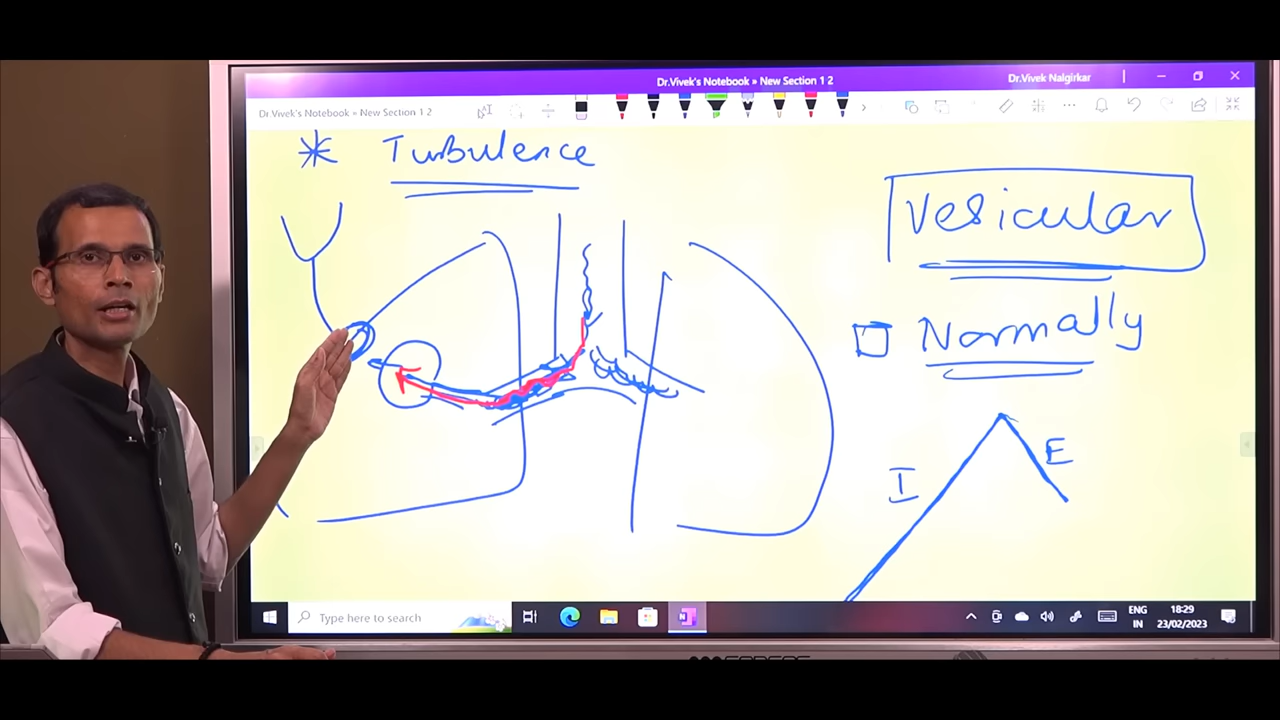 Dr.Vivek's Notebook » New Section 1 2
Dr.Vivek Nalgirkar
Dr.Vivek's Notebook » New Section 1 2
* Turbulence
Vesicular
Normally
I
E
Type here to search
ENG
IN
18:29
23/02/2023